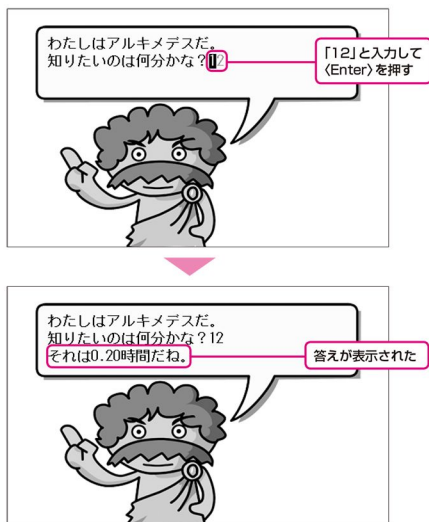 わたしはアルキメデスだ。
知りたいのは何分かな？12
「12」と入力して
〈Enter〉を押す
わたしはアルキメデスだ。
知りたいのは何分かな？12
それは0.20時間だね。
答えが表示された